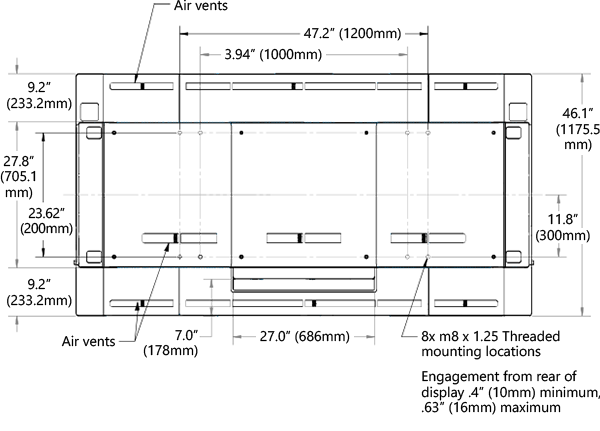 Air vents
47.2” (1200mm)
3.94” (1000mm)
9.2”
(233.2mm)
46.1”
(1175.5
mm)
27.8”
(705.1
mm)
23.62”
(200mm)
11.8”
(300mm)
9.2”
(233.2mm)
Air vents
7.0”
(178mm)
27.0” (686mm)
8x m8 x 1.25 Threaded
mounting locations
Engagement from rear of
display .4” (10mm) minimum,
.63” (16mm) maximum